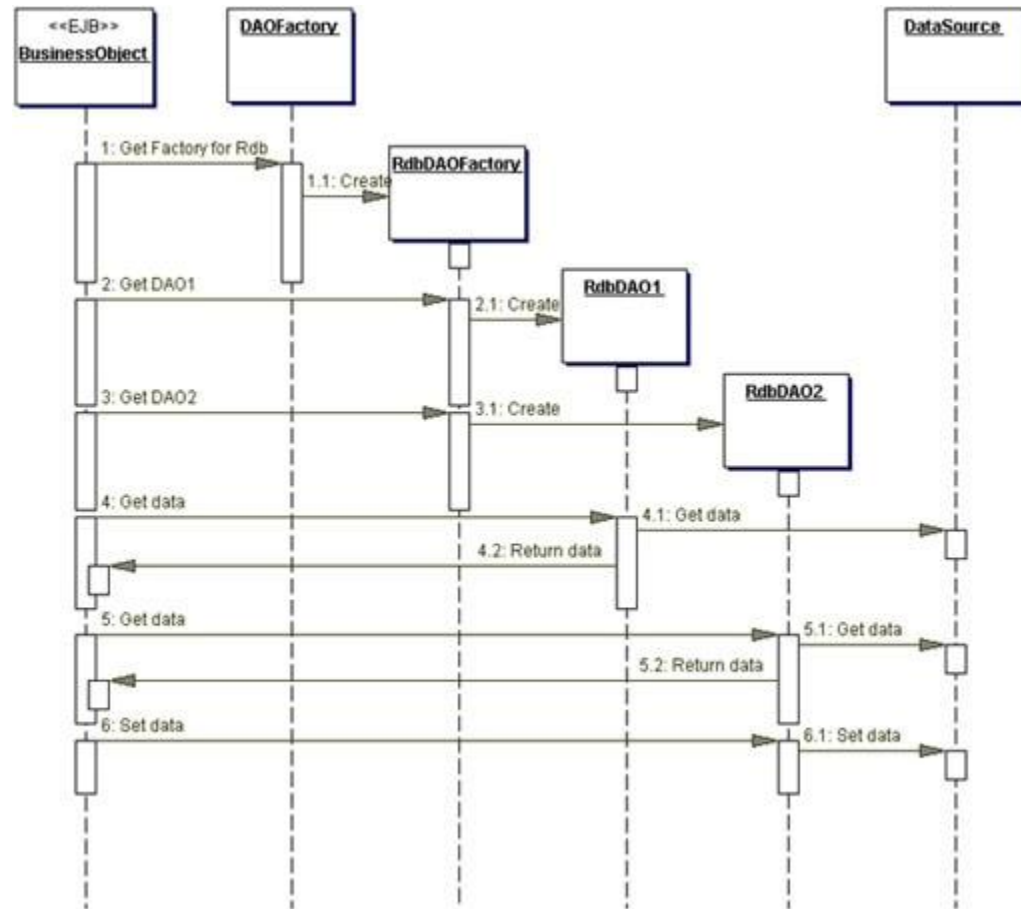 <<EJB>>
BusinessObject
DAOFactory
DataSource
1: Get Factory for Rdb
RdbDAOFactory
1.1: Create
2: Get DAO1
RdbDAO1
2.1: Create
3: Get DAO2
RdbDAO2
3.1: Create
4: Get data
4.1: Get data
4.2: Return data
5: Get data
5.1: Get data
5.2: Return data
6: Set data
6.1: Set data